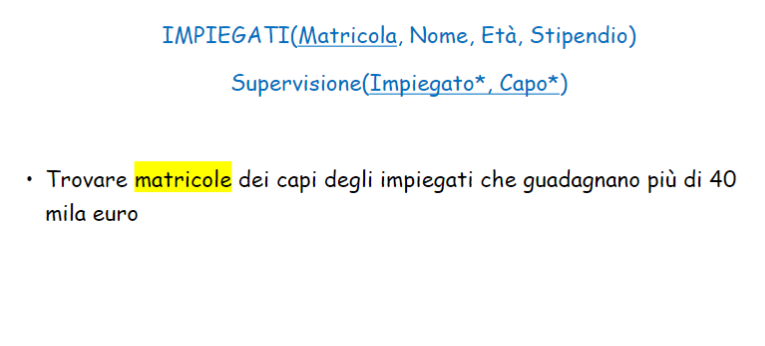 IMPIEGATI(Matricola, Nome, Età, Stipendio)
Supervisione(Impiegato*, Capo*)
• Trovare matricole dei capi degli impiegati che guadagnano più di 40
mila euro